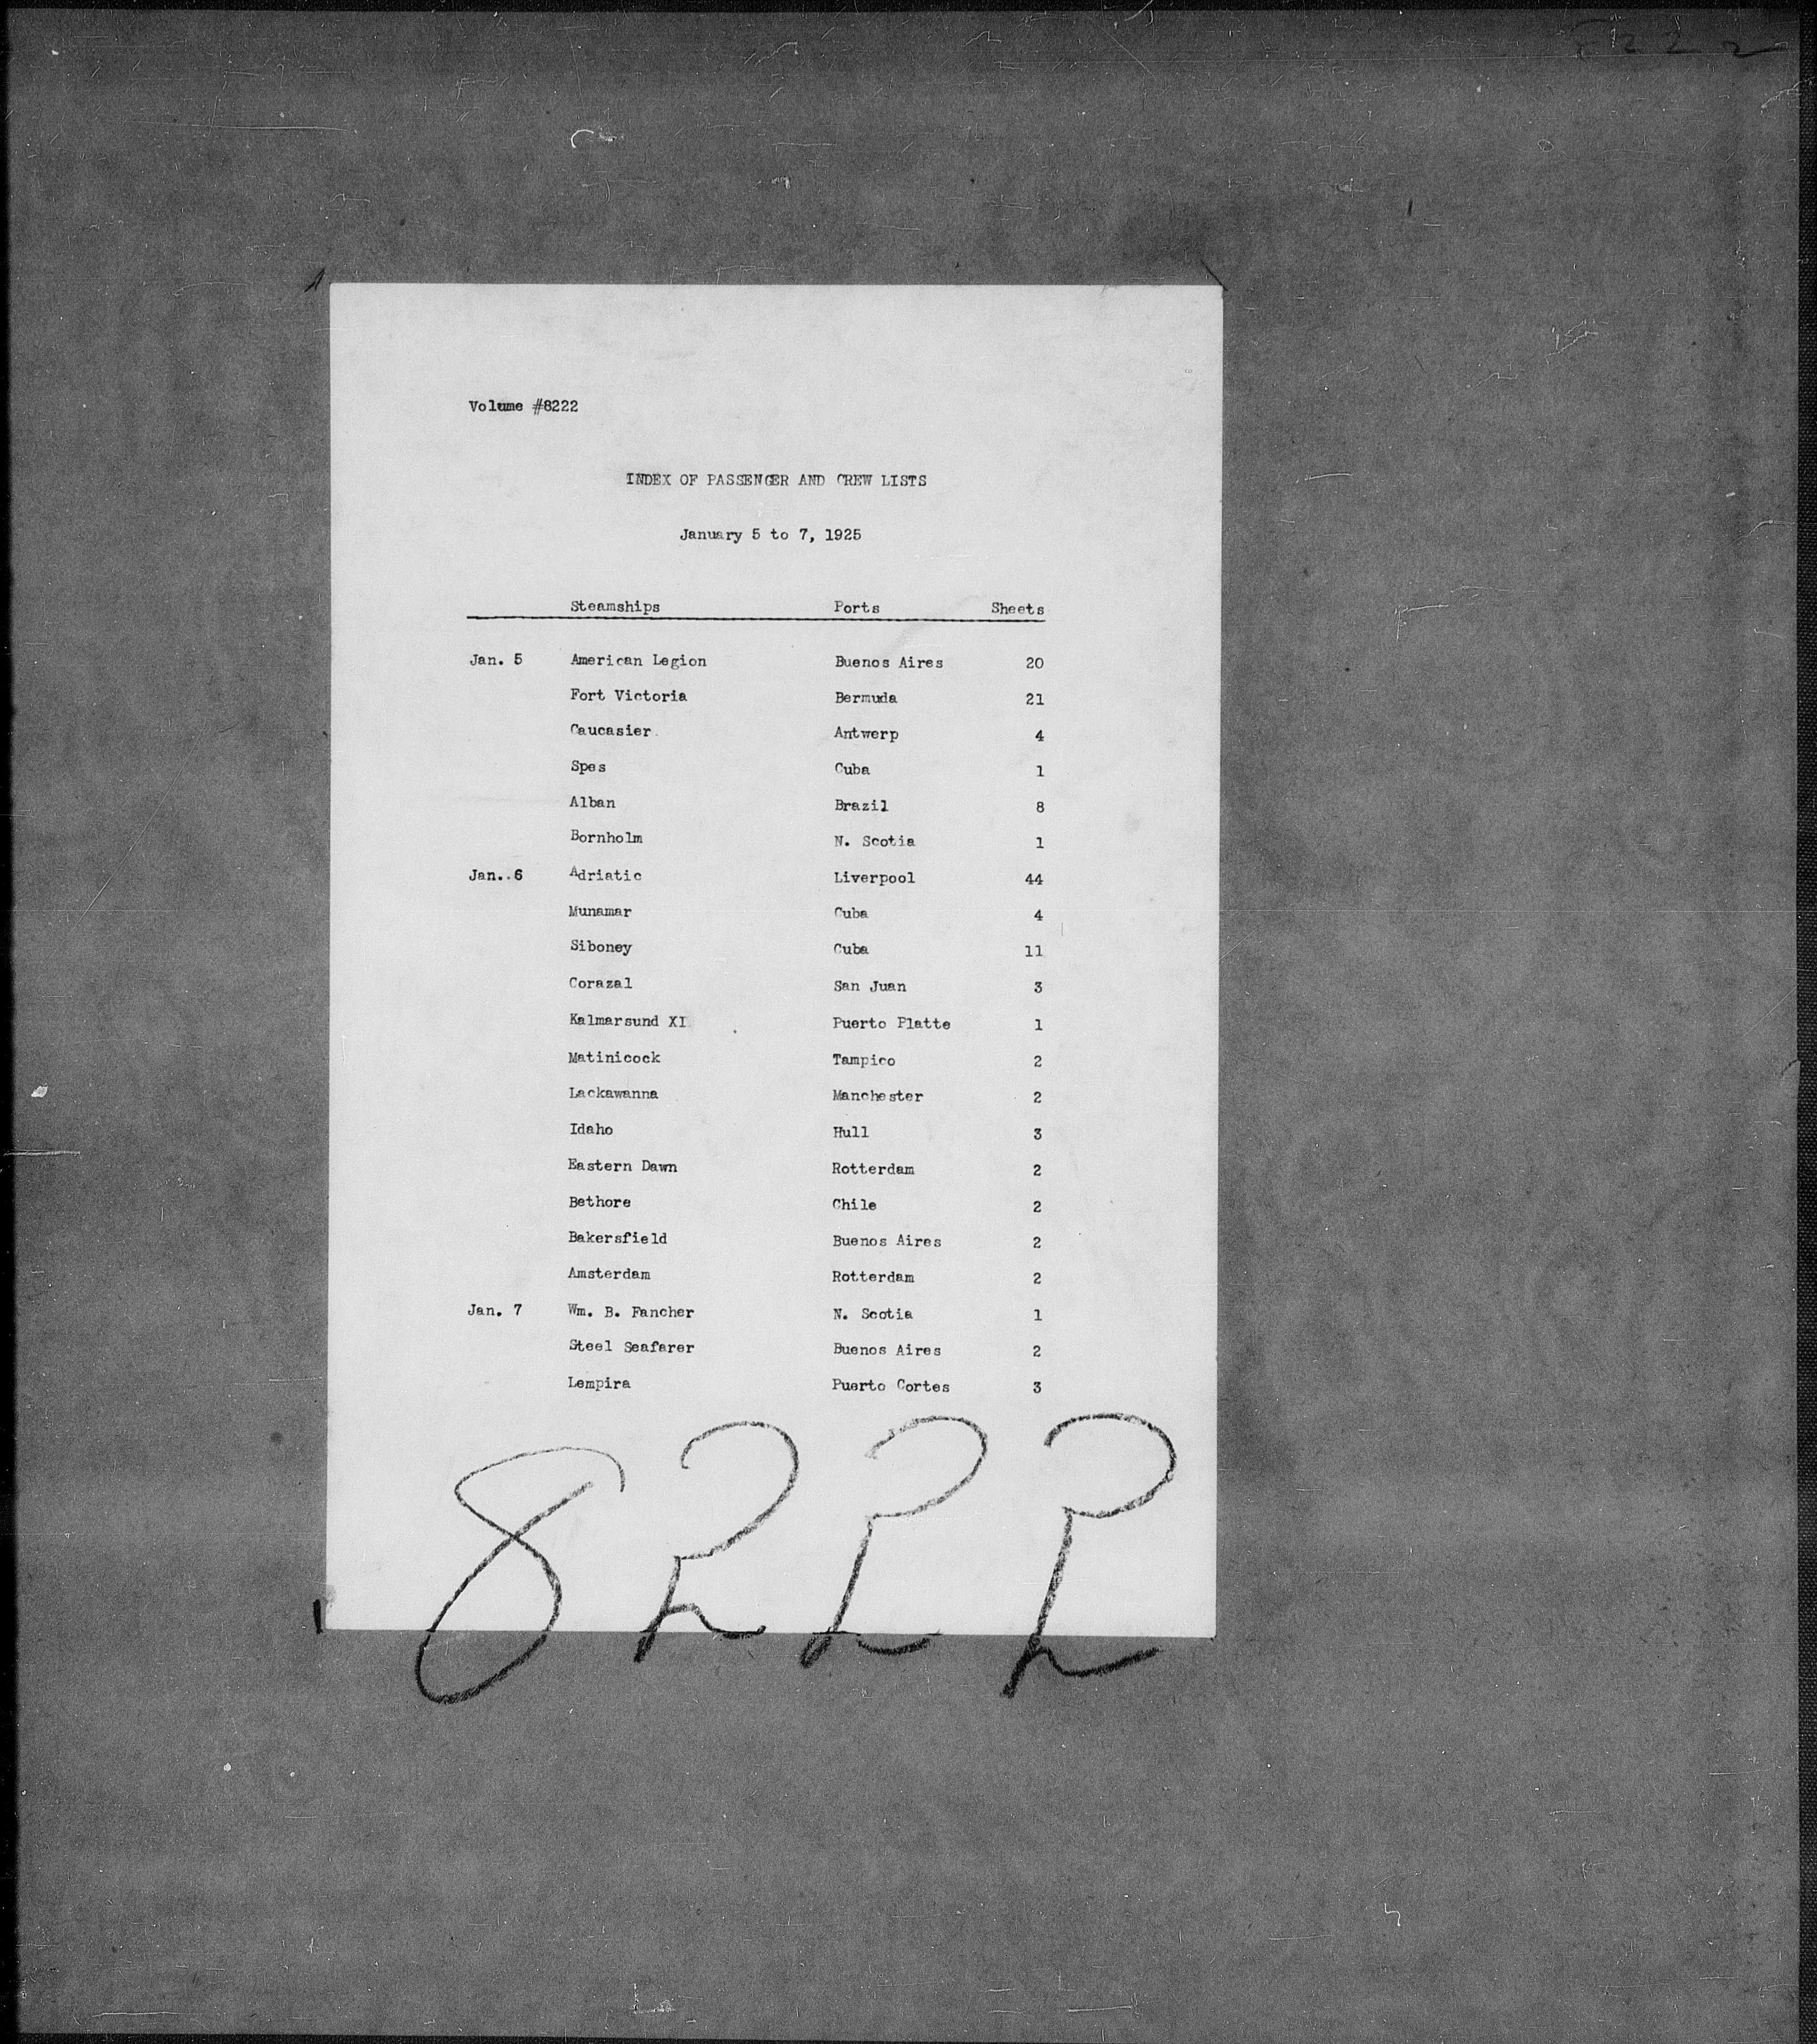 Volume #8222
INDEX OF PASSENGER AND CREW LISTS
January 5 to 7, 1925
Steamships Ports Sheets
Jan. 5 American Legion Buenos Aires 20
Fort Victoria Bermuda 21
Caucasier. Antwerp 4
Spes Cuba 1
Alban Brazil 8
Bornholm N. Scotia 1
Jan..6 Adriatic Liverpool 44
Munamar Cuba 4
Siboney Cuba 11
Corazal San Juan 3
Kalmarsund XI Puerto Platte 1
Matinicock Tampico 2
Lackawanna Manchester 2
Idaho Hull 3
Eastern Dawn Rotterdam 2
Bethore Chile 2
Bakersfield Buenos Aires 2
Amsterdam Rotterdam 2
Jan. 7 Wm. B. Fancher N. Scotia 1
Steel Seafarer Buenos Aires 2
Lempira Puerto Cortes 3
8222